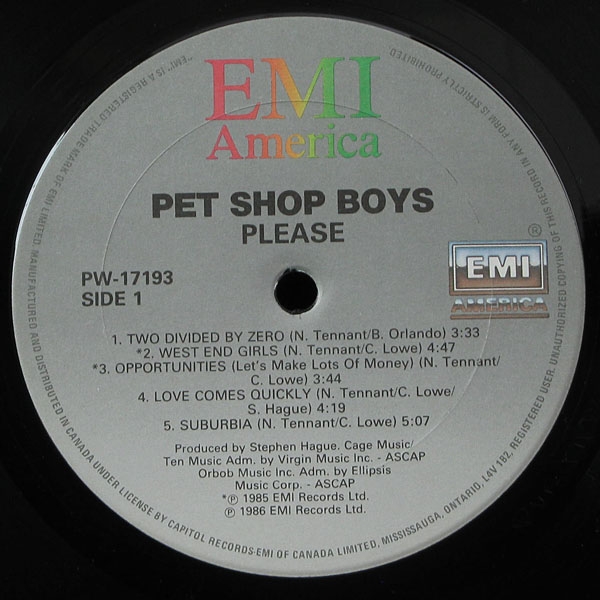 EMI
America
PET SHOP BOYS
PLEASE
PW-17193
SIDE 1
®
EMI
AMERICA
1. TWO DIVIDED BY ZERO (N. Tennant/B. Orlando) 3:33
*2. WEST END GIRLS (N. Tennant/C. Lowe) 4:47
*3. OPPORTUNITIES (Let's Make Lots Of Money) (N. Tennant/
C. Lowe) 3:44
4. LOVE COMES QUICKLY (N. Tennant/C. Lowe/
S. Hague) 4:19
5. SUBURBIA (N. Tennant/C. Lowe) 5:07
Produced by Stephen Hague, Cage Music/
Ten Music Adm. by Virgin Music Inc. - ASCAP
Orbob Music Inc. Adm. by Ellipsis
Music Corp. - ASCAP
*℗ 1985 EMI Records Ltd.
℗ 1986 EMI Records Ltd.
"EMI" IS A REGISTERED TRADE MARK OF EMI LIMITED. MANUFACTURED AND DISTRIBUTED IN CANADA UNDER LICENSE BY CAPITOL RECORDS-EMI OF CANADA LIMITED, MISSISSAUGA, ONTARIO, L4V 1B2, REGISTERED USER. UNAUTHORIZED COPYING OF THIS RECORD IN ANY FORM IS STRICTLY PROHIBITED